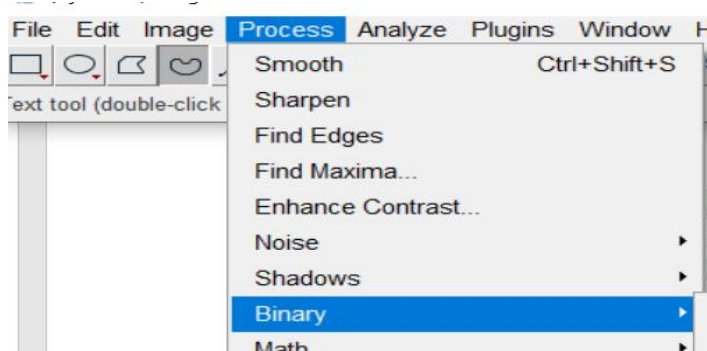 File Edit Image Process Analyze Plugins Window
Text tool (double-click
Smooth Ctrl+Shift+S
Sharpen
Find Edges
Find Maxima...
Enhance Contrast...
Noise
Shadows
Binary
Math